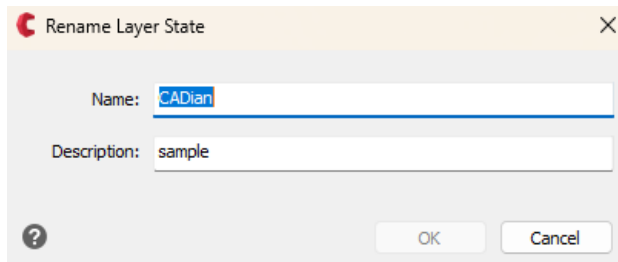 Rename Layer State
Name: CADian
Description: sample
? OK Cancel